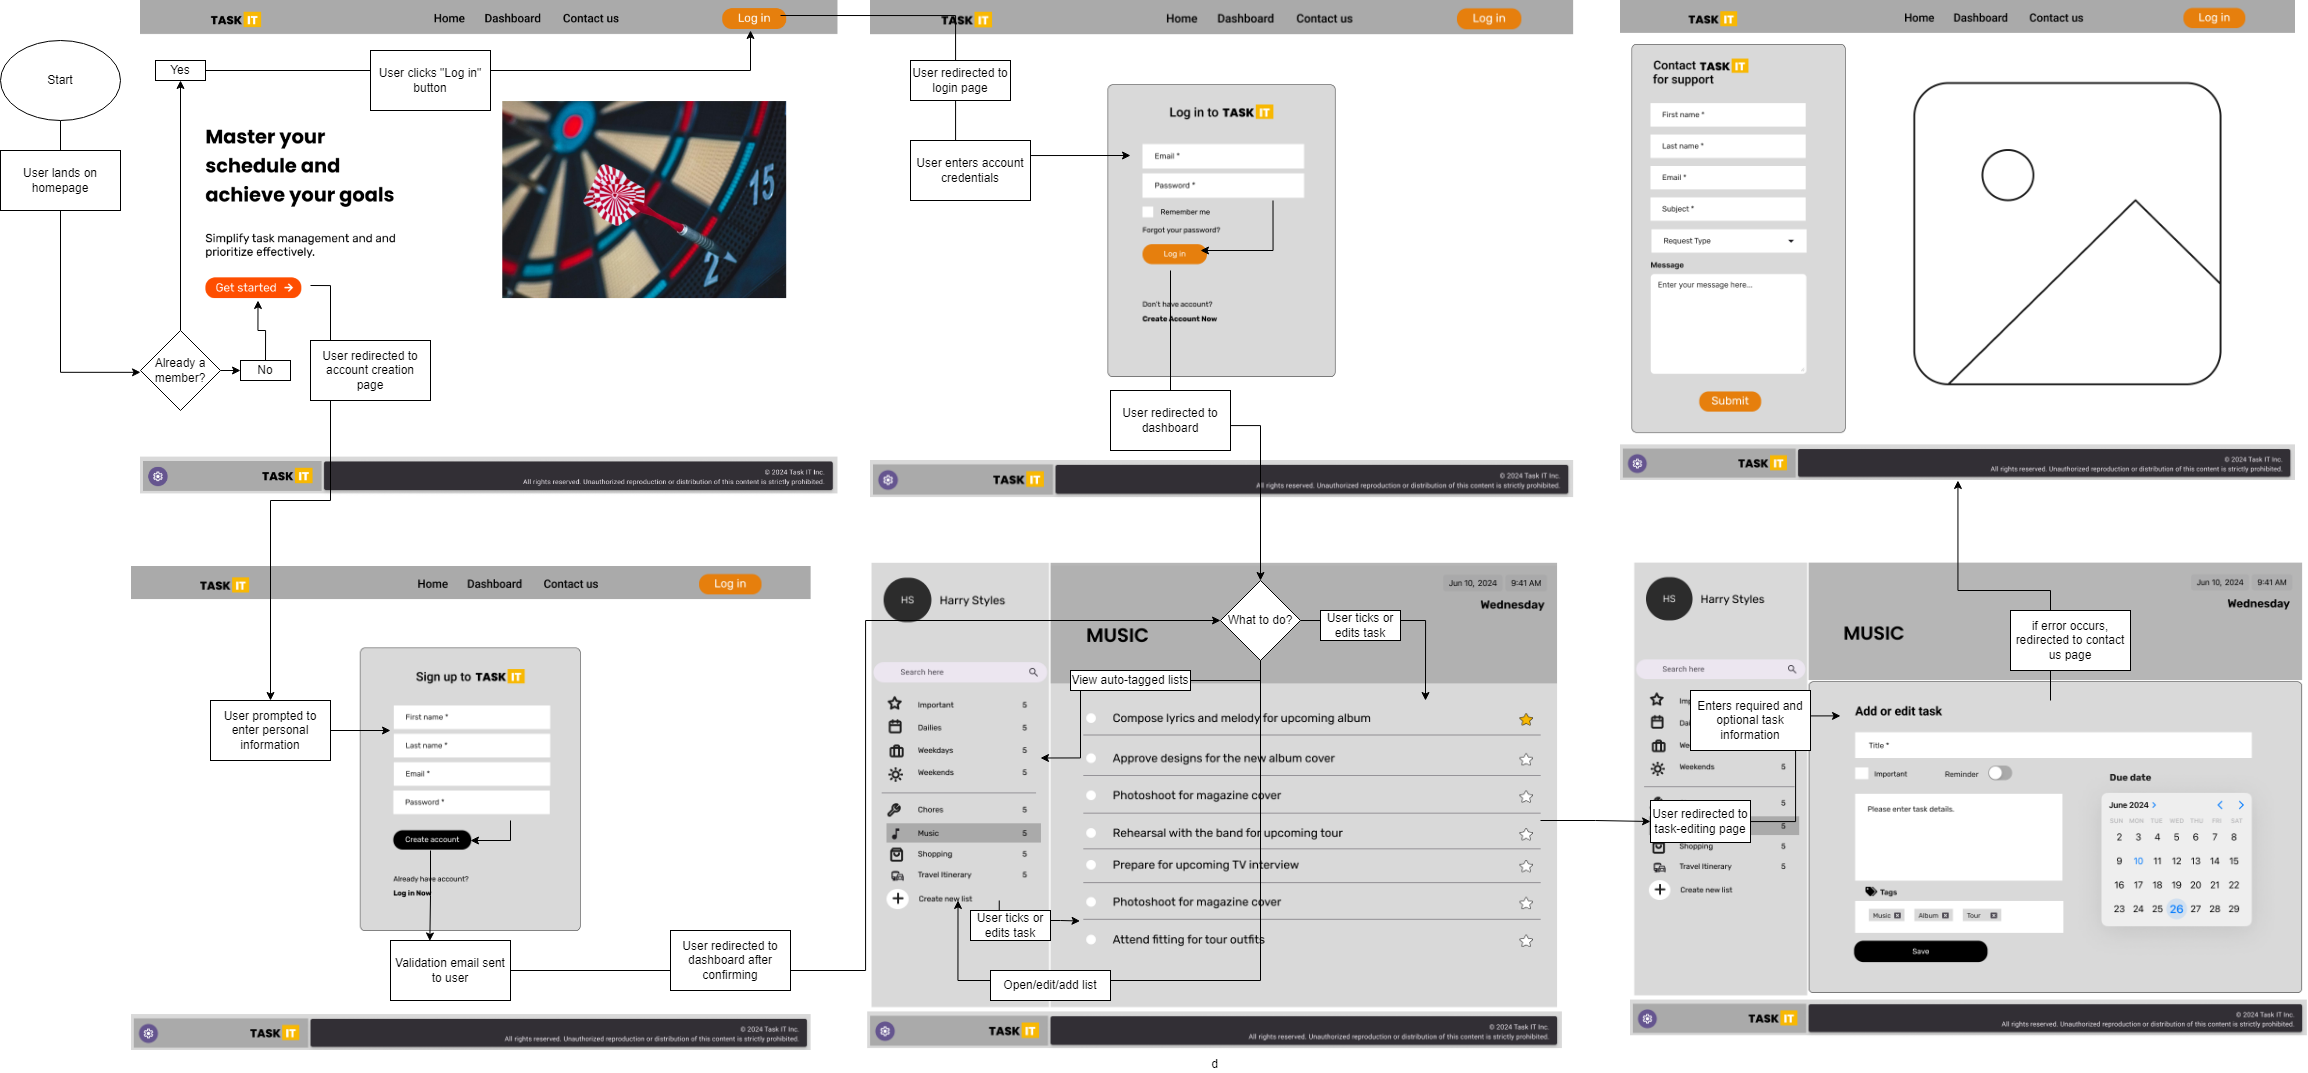 Start
User lands on
homepage
Already a
member?
Yes
No
User clicks "Log in"
button
TASK IT
Home Dashboard Contact us
Log in
Master your
schedule and
achieve your goals
Simplify task management and and
prioritize effectively.
Get started
15
2
User redirected to
account creation
page
TASK IT
© 2024 Task IT Inc.
All rights reserved. Unauthorized reproduction or distribution of this content is strictly prohibited.
TASK IT
Home Dashboard Contact us
Log in
User redirected to
login page
User enters account
credentials
Log in to TASK IT
Email *
Password *
Remember me
Forgot your password?
Log in
Don't have account?
Create Account Now
User redirected to
dashboard
TASK IT
© 2024 Task IT Inc.
All rights reserved. Unauthorized reproduction or distribution of this content is strictly prohibited.
TASK IT
Home Dashboard Contact us
Log in
Contact TASK IT
for support
First name *
Last name *
Email *
Subject *
Request Type
Message
Enter your message here...
Submit
TASK IT
© 2024 Task IT Inc.
All rights reserved. Unauthorized reproduction or distribution of this content is strictly prohibited.
TASK IT
Home Dashboard Contact us
Log in
User prompted to
enter personal
information
Sign up to TASK IT
First name *
Last name *
Email *
Password *
Create account
Already have account?
Log in Now
Validation email sent
to user
User redirected to
dashboard after
confirming
TASK IT
© 2024 Task IT Inc.
All rights reserved. Unauthorized reproduction or distribution of this content is strictly prohibited.
HS
Harry Styles
Search here
Important 5
Dailies 5
Weekdays 5
Weekends 5
Chores 5
Music 5
Shopping 5
Travel Itinerary 5
Create new list
User ticks or
edits task
Open/edit/add list
View auto-tagged lists
Jun 10, 2024 9:41 AM
Wednesday
MUSIC
What to do?
User ticks or
edits task
Compose lyrics and melody for upcoming album
Approve designs for the new album cover
Photoshoot for magazine cover
Rehearsal with the band for upcoming tour
Prepare for upcoming TV interview
Photoshoot for magazine cover
Attend fitting for tour outfits
TASK IT
© 2024 Task IT Inc.
All rights reserved. Unauthorized reproduction or distribution of this content is strictly prohibited.
d
HS
Harry Styles
Search here
Enters required and
optional task
information
Weekends 5
5
User redirected to
task-editing page
5
Shopping 5
Travel Itinerary 5
Create new list
Jun 10, 2024 9:41 AM
Wednesday
MUSIC
if error occurs,
redirected to contact
us page
Add or edit task
Title *
Important
Reminder
Please enter task details.
Tags
Music
Album
Tour
Save
Due date
June 2024
SUN MON TUE WED THU FRI SAT
2 3 4 5 6 7 8
9 10 11 12 13 14 15
16 17 18 19 20 21 22
23 24 25 26 27 28 29
TASK IT
© 2024 Task IT Inc.
All rights reserved. Unauthorized reproduction or distribution of this content is strictly prohibited.